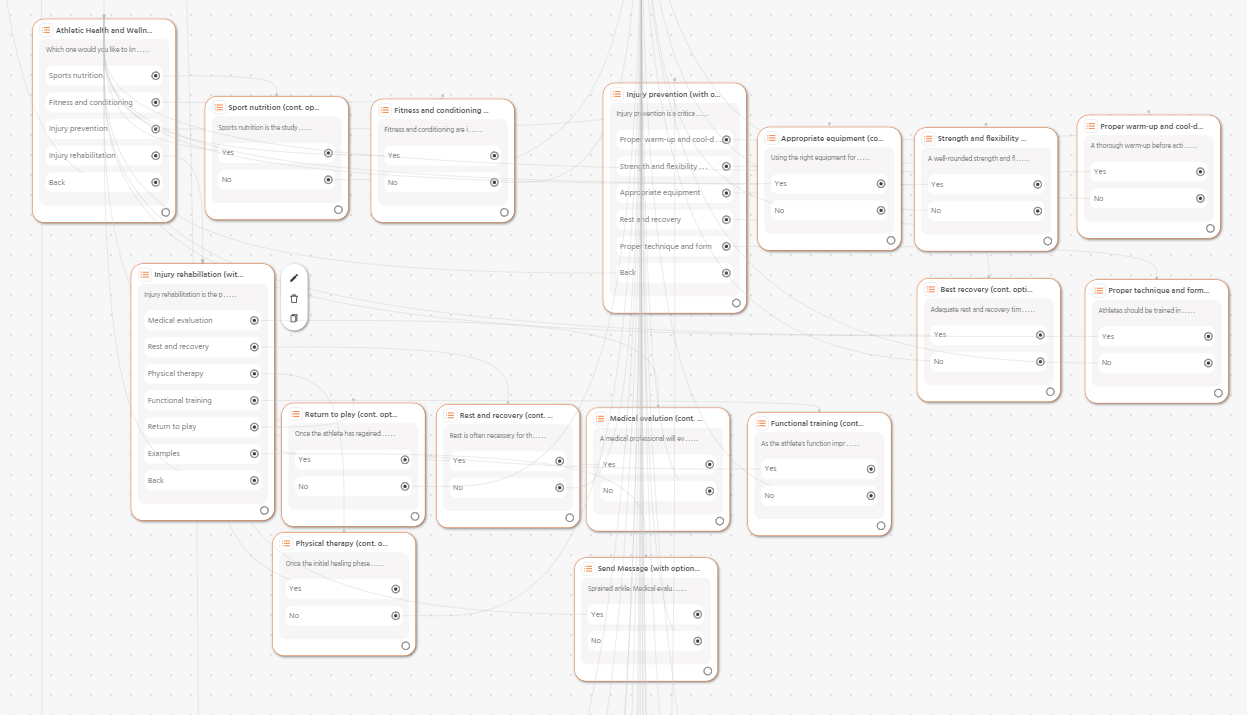 Athletic Health and Welln...
Which one would you like to kn .....
Sports nutrition
Fitness and conditioning
Injury prevention
Injury rehabilitation
Back
Sport nutrition (cont. op...
Sports nutrition is the study .....
Yes
No
Fitness and conditioning ...
Fitness and conditioning are i .....
Yes
No
Injury prevention (with o...
Injury prevention is a critica .....
Proper warm-up and cool-d ...
Strength and flexibility ...
Appropriate equipment
Rest and recovery
Proper technique and form
Back
Appropriate equipment (co...
Using the right equipment for .....
Yes
No
Strength and flexibility ...
A well-rounded strength and fl .....
Yes
No
Proper warm-up and cool-d...
A thorough warm-up before acti .....
Yes
No
Injury rehabilitation (wit...
Injury rehabilitation is the p .....
Medical evaluation
Rest and recovery
Physical therapy
Functional training
Return to play
Examples
Back
Best recovery (cont. opti...
Adequate rest and recovery tim .....
Yes
No
Proper technique and form...
Athletes should be trained in .....
Yes
No
Return to play (cont. opt...
Once the athlete has regained .....
Yes
No
Rest and recovery (cont. ...
Rest is often necessary for th .....
Yes
No
Medical evalution (cont. ...
A medical professional will ev .....
Yes
No
Functional training (cont...
As the athlete's function impr .....
Yes
No
Physical therapy (cont. o...
Once the initial healing phase .....
Yes
No
Send Message (with option...
Sprained ankle: Medical evalu .....
Yes
No